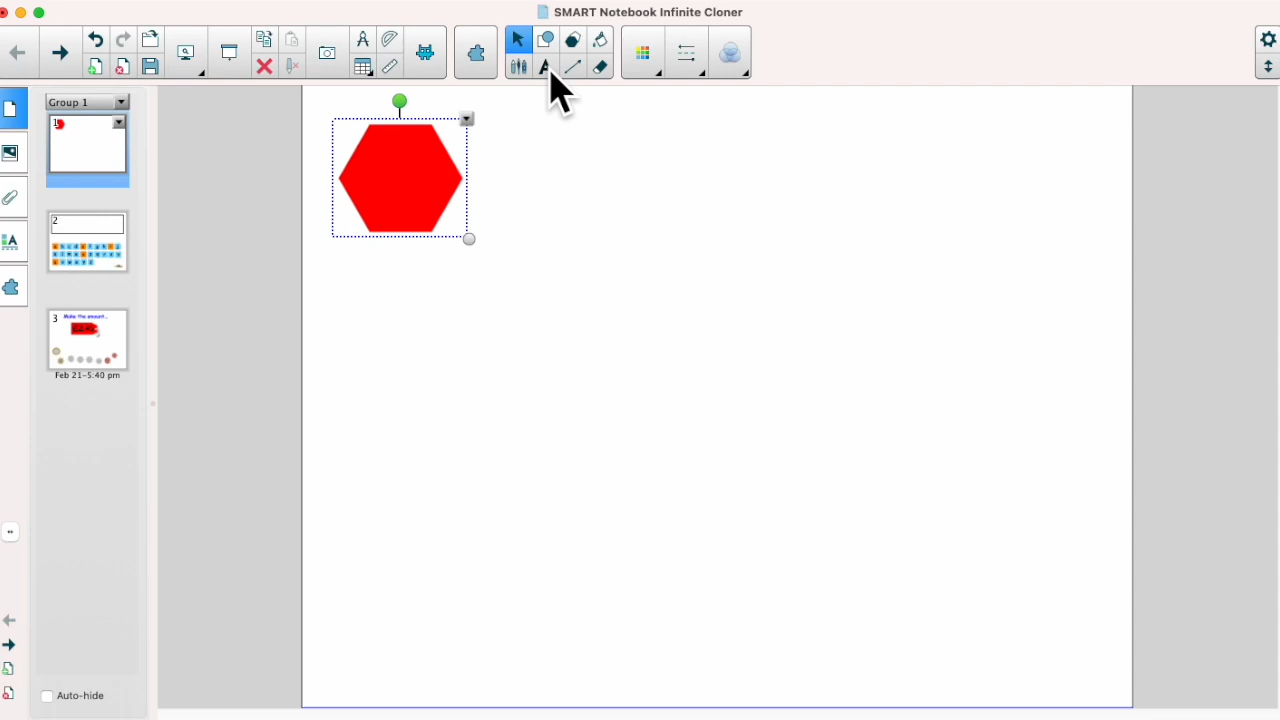 SMART Notebook Infinite Cloner
A
Group 1
1
2
3
Make the amount...
Feb 21-5:40 pm
A
Auto-hide